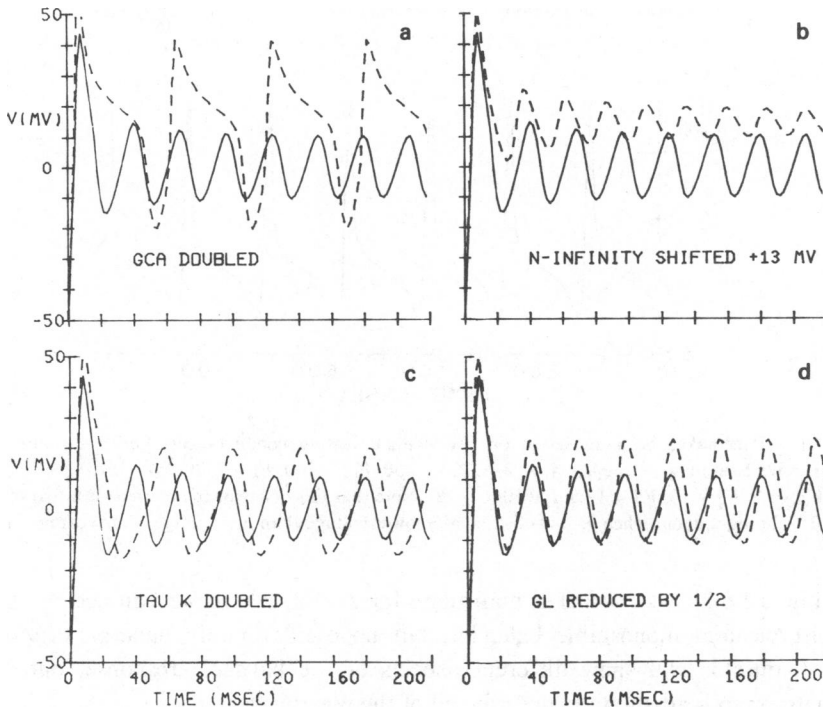 50
a
b
V(MV)
0
GCA DOUBLED
N-INFINITY SHIFTED +13 MV
-50
50
c
d
V(MV)
0
TAU K DOUBLED
GL REDUCED BY 1/2
50
0 40 80 120 160 200
0 40 80 120 160 200
TIME (MSEC)
TIME (MSEC)